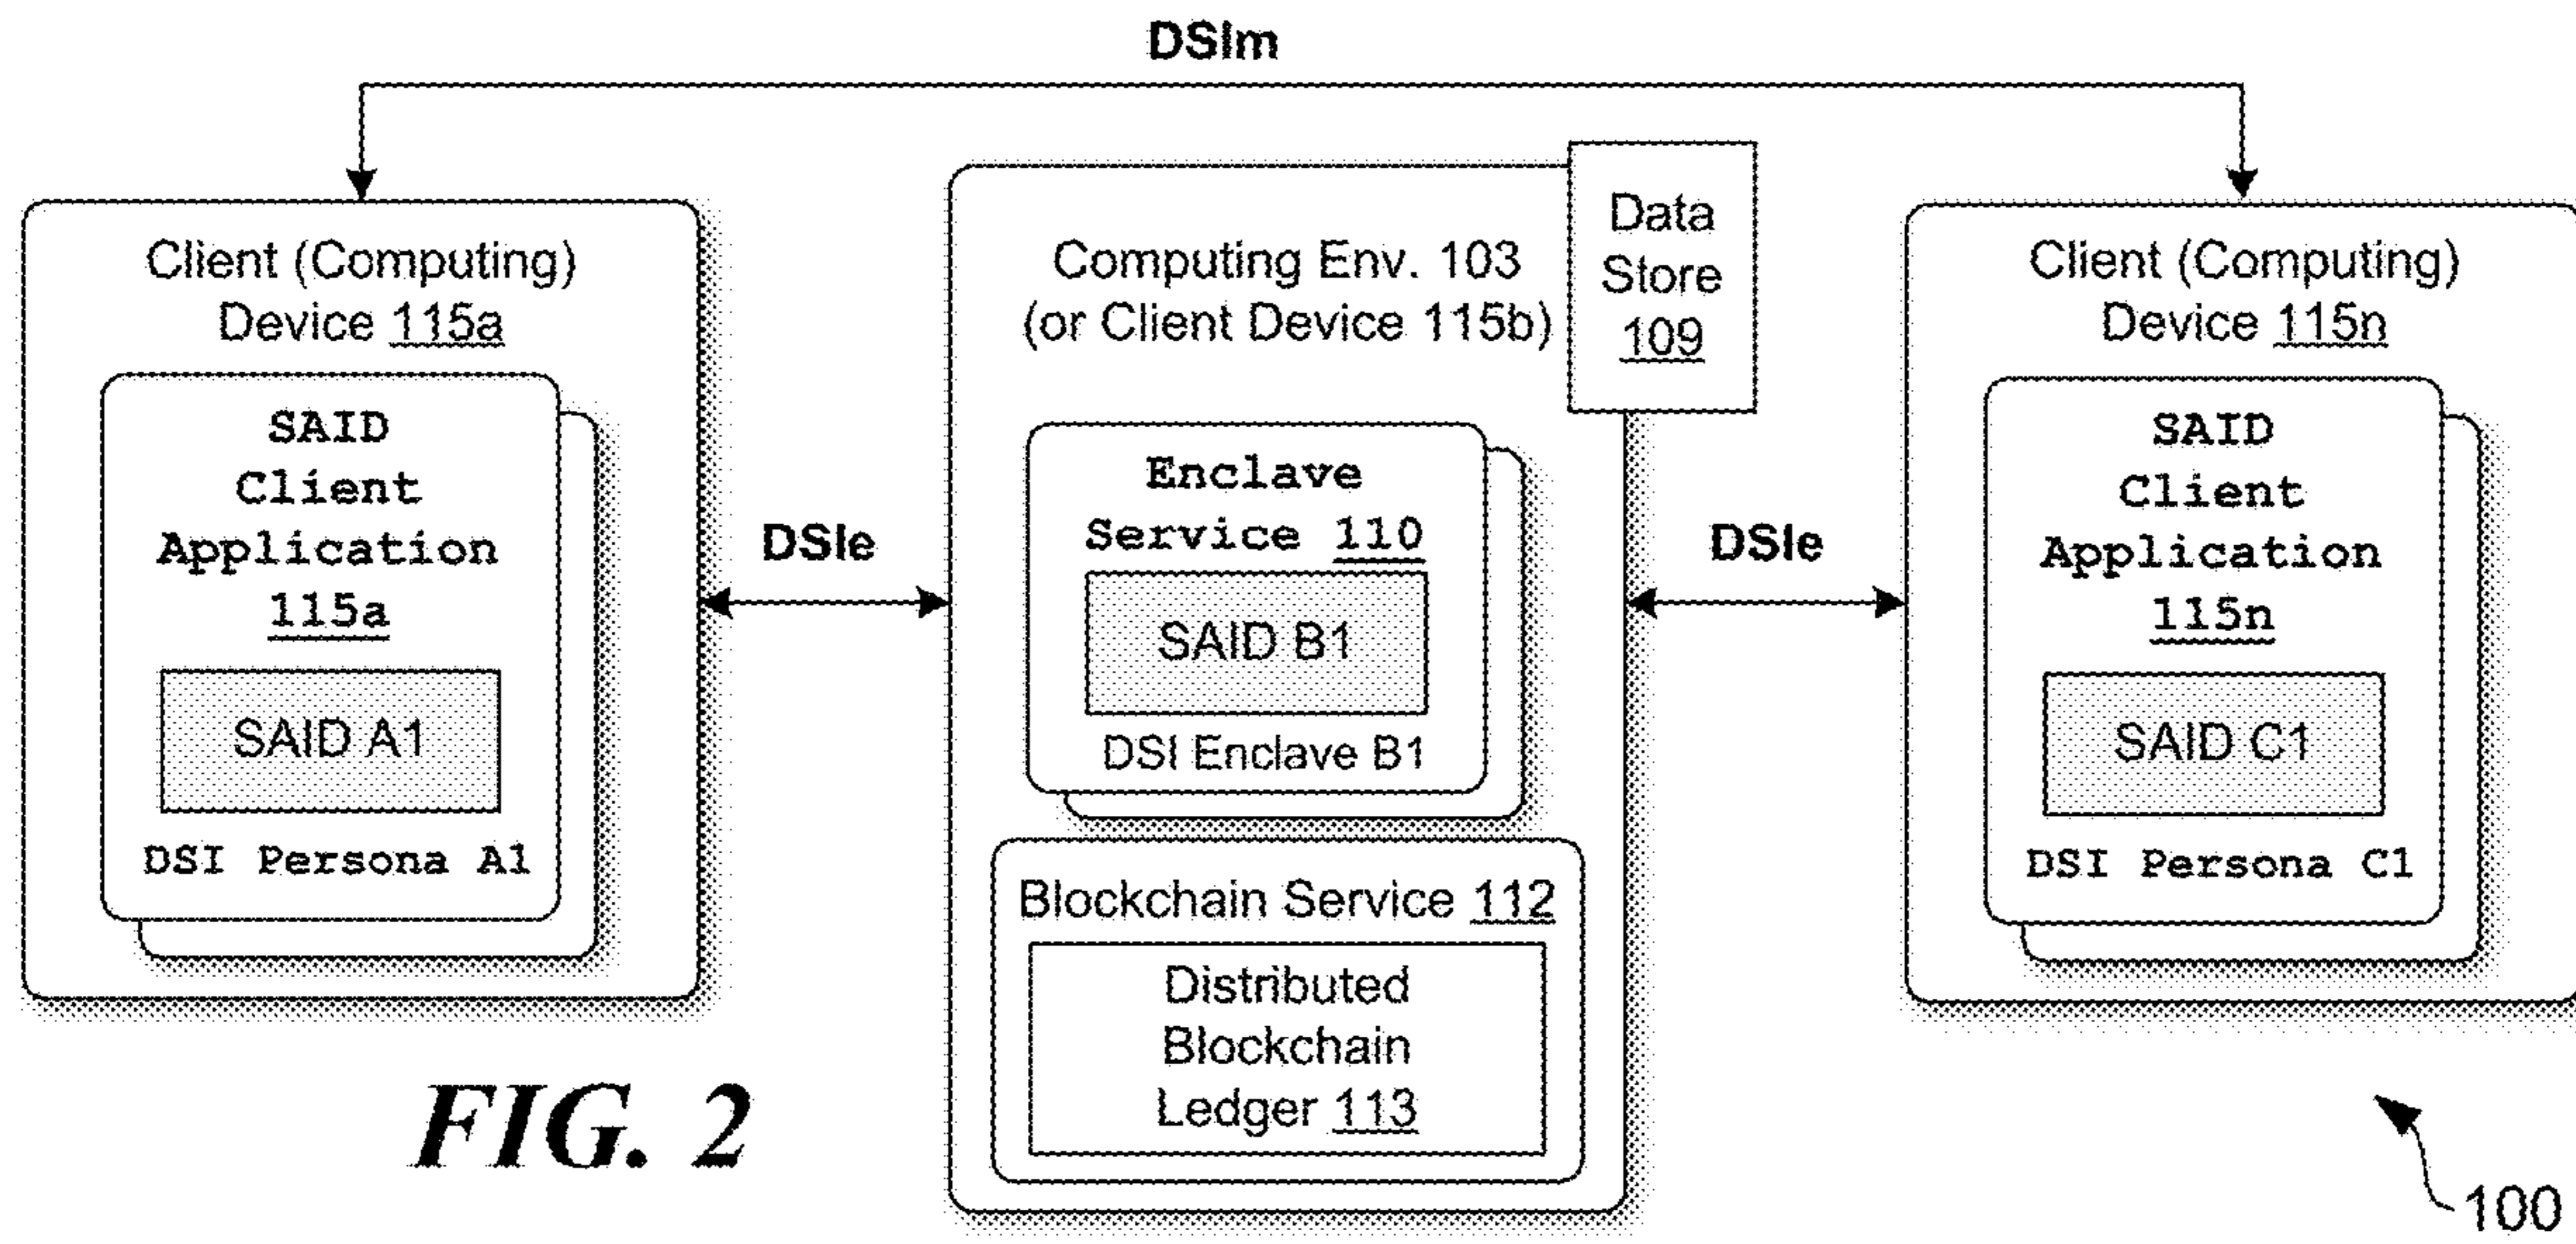 DSIm
Client (Computing)
Device 115a
SAID
Client
Application
115a
SAID A1
DSI Persona A1
DSIe
Computing Env. 103
(or Client Device 115b)
Data
Store
109
Enclave
Service 110
SAID B1
DSI Enclave B1
Blockchain Service 112
Distributed
Blockchain
Ledger 113
DSIe
Client (Computing)
Device 115n
SAID
Client
Application
115n
SAID C1
DSI Persona C1
FIG. 2
100